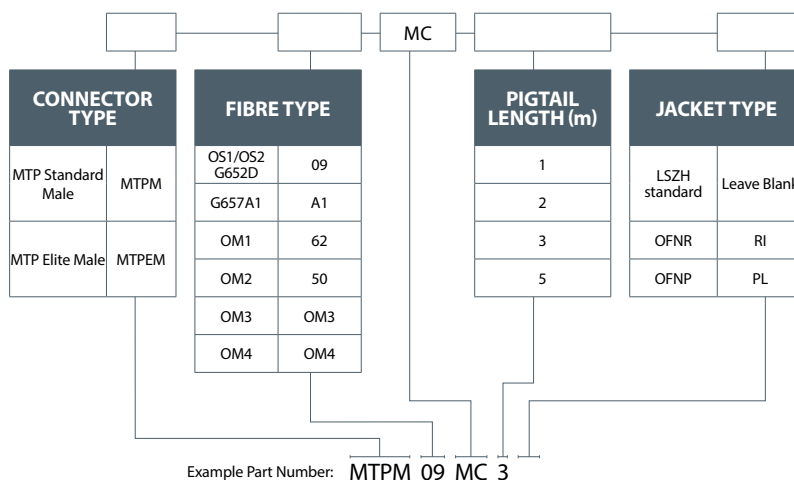 MC
CONNECTOR
TYPE
MTP Standard
Male
MTPM
MTP Elite Male
MTPEM
FIBRE TYPE
OS1/OS2
G652D
09
G657A1
A1
OM1
62
OM2
50
OM3
OM3
OM4
OM4
PIGTAIL
LENGTH (m)
1
2
3
5
JACKET TYPE
LSZH
standard
Leave Blank
OFNR
RI
OFNP
PL
Example Part Number: MTPM 09 MC 3